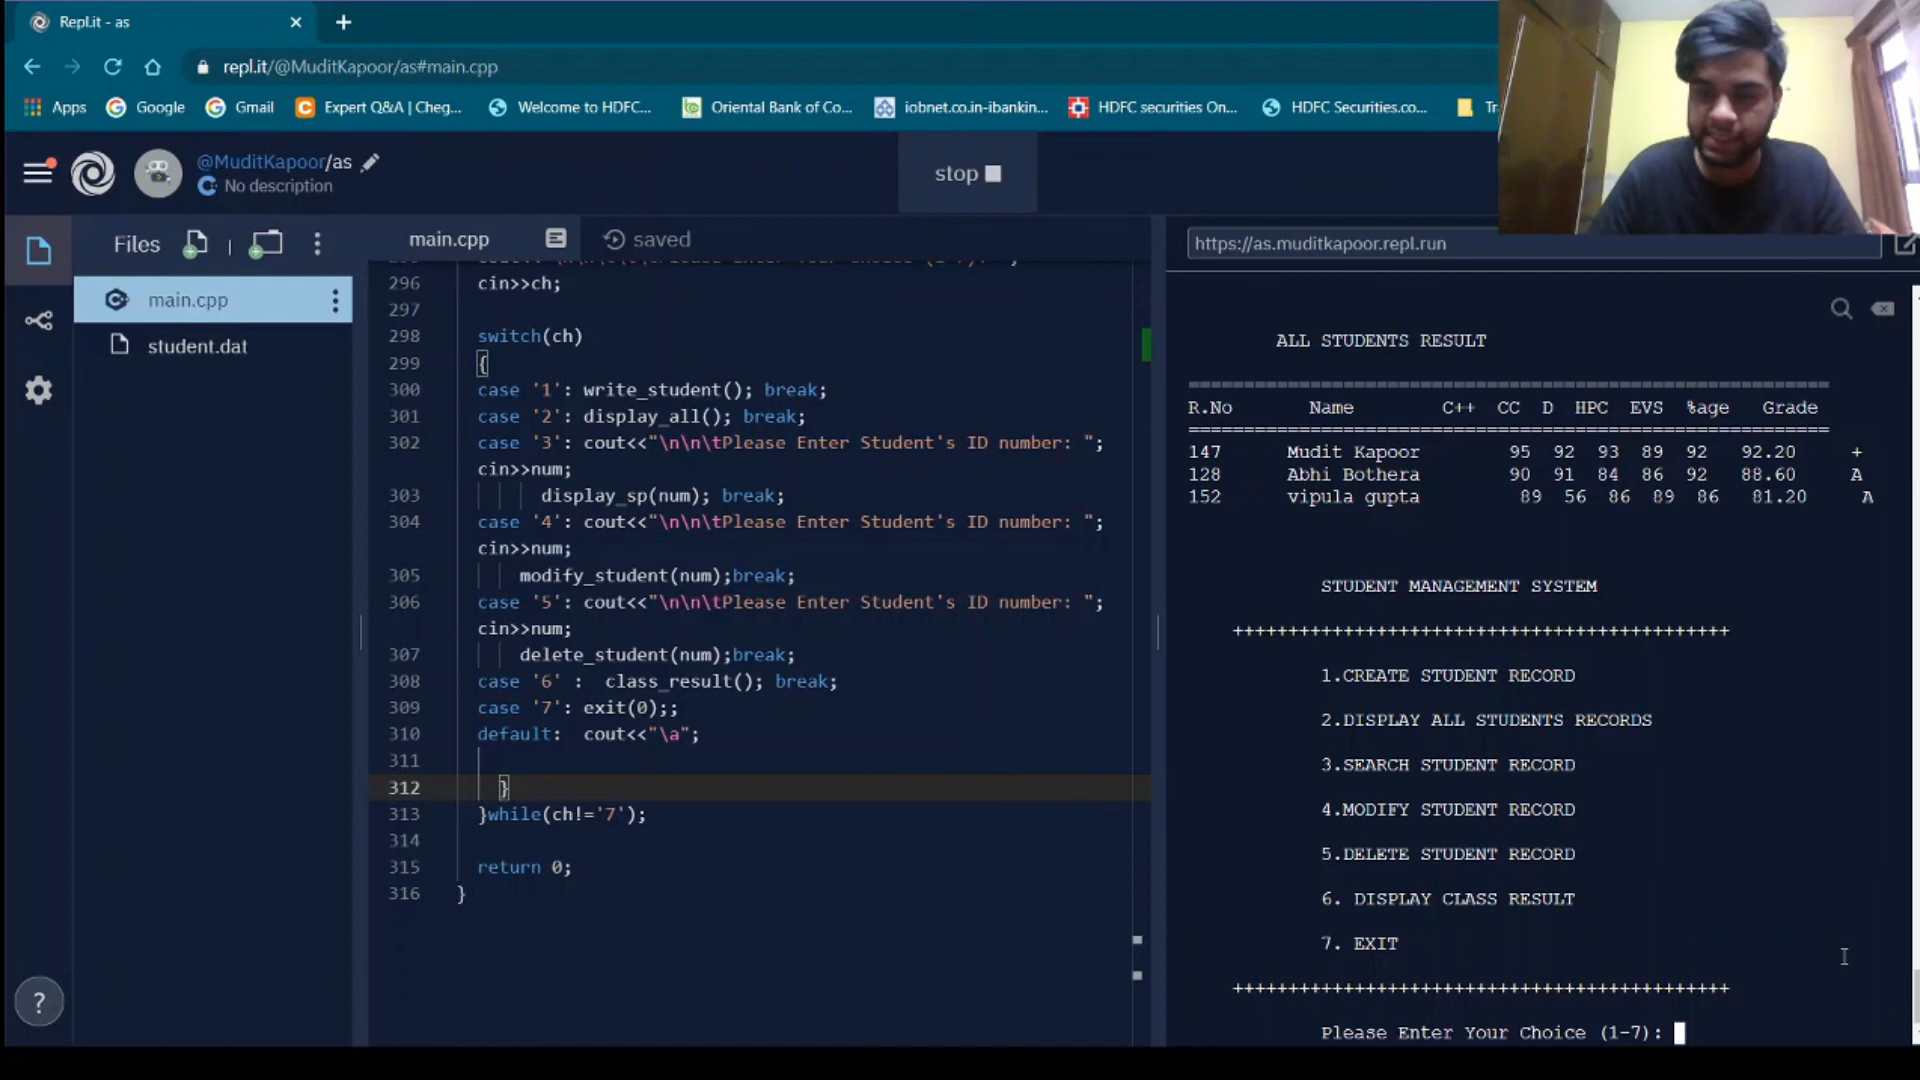 Repl.it - as
repl.it/@MuditKapoor/as#main.cpp
Apps Google Gmail Expert Q&A | Cheg... Welcome to HDFC... Oriental Bank of Co... iobnet.co.in-ibankin... HDFC securities On... HDFC Securities.co...
@MuditKapoor/as
No description
stop
Files
main.cpp
saved
https://as.muditkapoor.repl.run
main.cpp
student.dat
296 cin>>ch;
297
298 switch(ch)
299 {
300 case '1': write_student(); break;
301 case '2': display_all(); break;
302 case '3': cout<<"\n\n\tPlease Enter Student's ID number: ";
cin>>num;
303 display_sp(num); break;
304 case '4': cout<<"\n\n\tPlease Enter Student's ID number: ";
cin>>num;
305 modify_student(num);break;
306 case '5': cout<<"\n\n\tPlease Enter Student's ID number: ";
cin>>num;
307 delete_student(num);break;
308 case '6' : class_result(); break;
309 case '7': exit(0);;
310 default: cout<<"\a";
311
312 }
313 }while(ch!='7');
314
315 return 0;
316 }
ALL STUDENTS RESULT
R.No Name C++ CC D HPC EVS %age Grade
147 Mudit Kapoor 95 92 93 89 92 92.20 +
128 Abhi Bothera 90 91 84 86 92 88.60 A
152 vipula gupta 89 56 86 89 86 81.20 A
STUDENT MANAGEMENT SYSTEM
+++++++++++++++++++++++++++++++++++++++++++++
1.CREATE STUDENT RECORD
2.DISPLAY ALL STUDENTS RECORDS
3.SEARCH STUDENT RECORD
4.MODIFY STUDENT RECORD
5.DELETE STUDENT RECORD
6. DISPLAY CLASS RESULT
7. EXIT
+++++++++++++++++++++++++++++++++++++++++++++
Please Enter Your Choice (1-7):
?